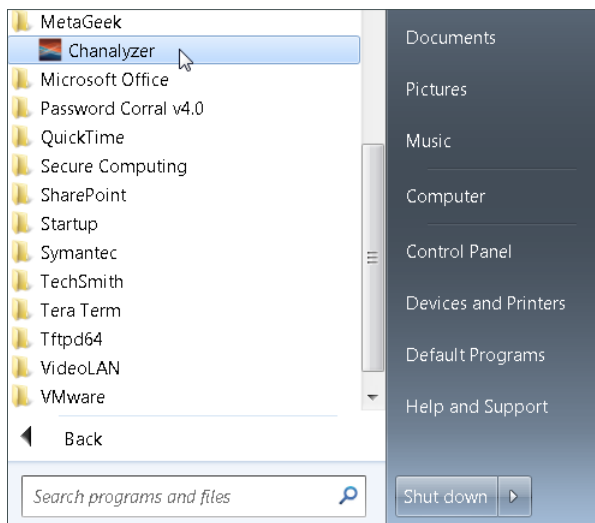 MetaGeek
Chanalyzer
Microsoft Office
Password Corral v4.0
QuickTime
Secure Computing
SharePoint
Startup
Symantec
TechSmith
Tera Term
Tftpd64
VideoLAN
VMware
Back
Search programs and files
Documents
Pictures
Music
Computer
Control Panel
Devices and Printers
Default Programs
Help and Support
Shut down